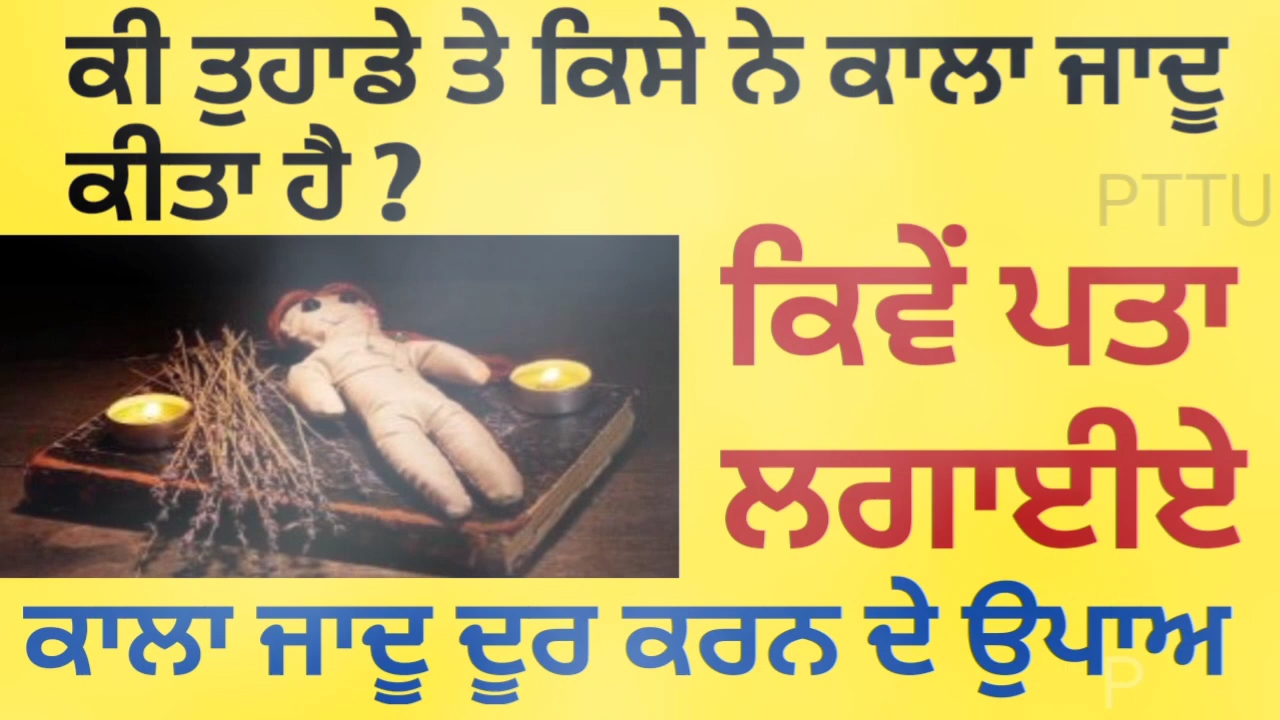 ਕੀ ਤੁਹਾਡੇ ਤੇ ਕਿਸੇ ਨੇ ਕਾਲਾ ਜਾਦੂ
ਕੀਤਾ ਹੈ ?
PTTU
ਕਿਵੇਂ ਪਤਾ
ਲਗਾਈਏ
ਕਾਲਾ ਜਾਦੂ ਦੂਰ ਕਰਨ ਦੇ ਉਪਾਅ
P